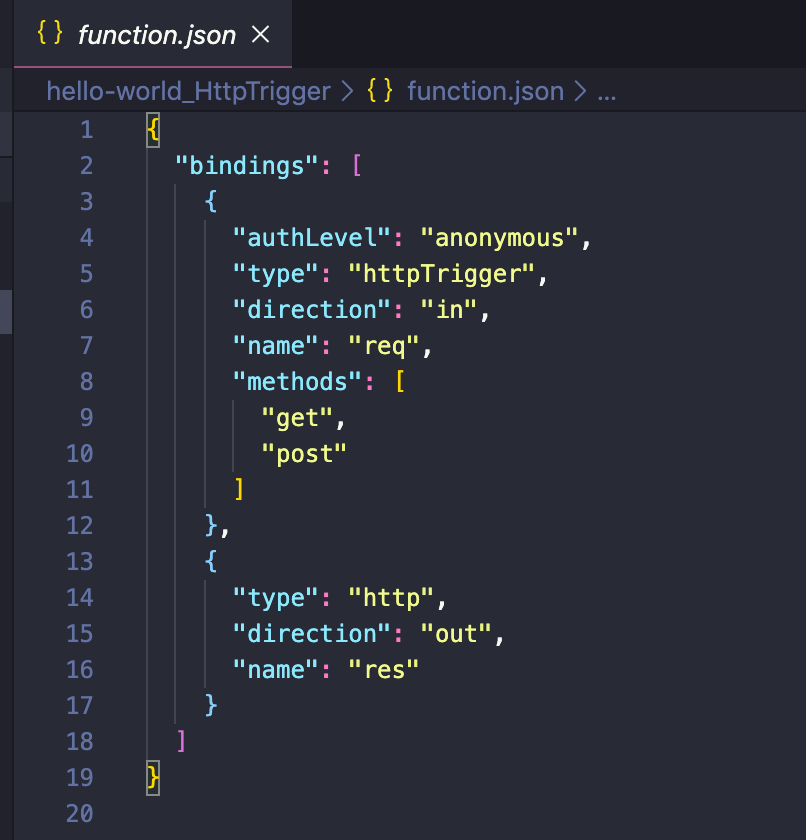 {} function.json ×
hello-world_HttpTrigger > {} function.json > ...
1 {
2   "bindings": [
3     {
4       "authLevel": "anonymous",
5       "type": "httpTrigger",
6       "direction": "in",
7       "name": "req",
8       "methods": [
9         "get",
10         "post"
11       ]
12     },
13     {
14       "type": "http",
15       "direction": "out",
16       "name": "res"
17     }
18   ]
19 }
20